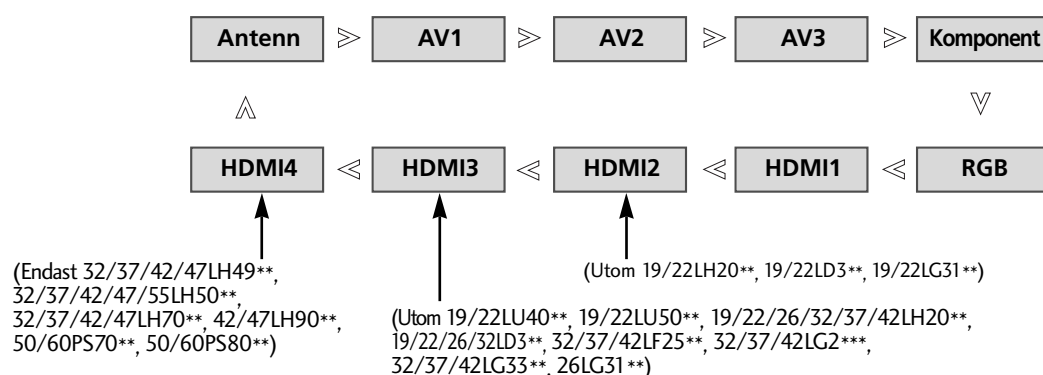 Antenn AV1 AV2 AV3 Komponent
HDMI4 HDMI3 HDMI2 HDMI1 RGB
(Endast 32/37/42/47LH49**,
32/37/42/47/55LH50**,
32/37/42/47LH70**, 42/47LH90**,
50/60PS70**, 50/60PS80**)
(Utom 19/22LU40**, 19/22LU50**, 19/22/26/32/37/42LH20**,
19/22/26/32LD3**, 32/37/42LF25**, 32/37/42LG2***,
32/37/42LG33**, 26LG31**)
(Utom 19/22LH20**, 19/22LD3**, 19/22LG31**)